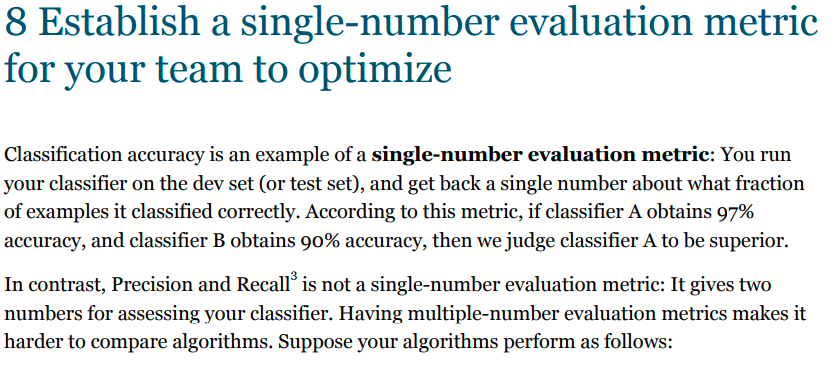 8 Establish a single-number evaluation metric
for your team to optimize
Classification accuracy is an example of a single-number evaluation metric: You run
your classifier on the dev set (or test set), and get back a single number about what fraction
of examples it classified correctly. According to this metric, if classifier A obtains 97%
accuracy, and classifier B obtains 90% accuracy, then we judge classifier A to be superior.
In contrast, Precision and Recall³ is not a single-number evaluation metric: It gives two
numbers for assessing your classifier. Having multiple-number evaluation metrics makes it
harder to compare algorithms. Suppose your algorithms perform as follows: